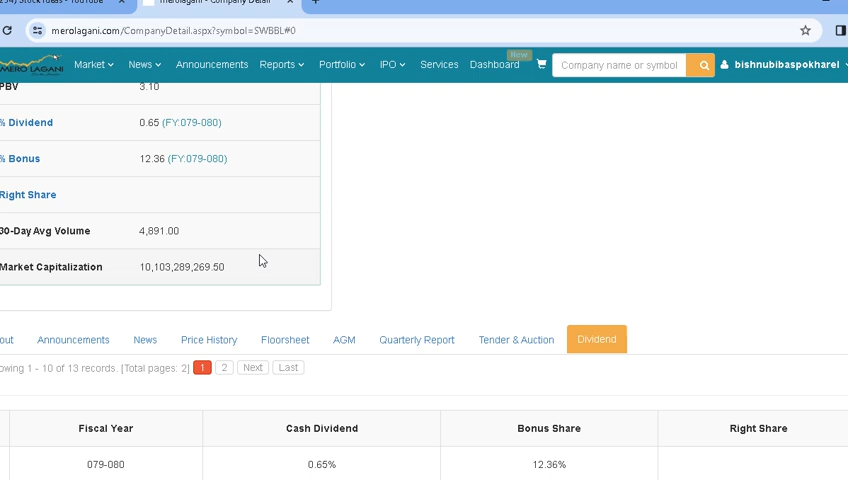 Stock Ideas - YouTube × merolagani - Company Detail × +
merolagani.com/CompanyDetail.aspx?symbol=SWBBL#0
New
MERO LAGANI Market News Announcements Reports Portfolio IPO Services Dashboard Company name or symbol bishnubibaspokharel
PBV 3.10
% Dividend 0.65 (FY:079-080)
% Bonus 12.36 (FY:079-080)
Right Share
30-Day Avg Volume 4,891.00
Market Capitalization 10,103,289,269.50
out Announcements News Price History Floorsheet AGM Quarterly Report Tender & Auction Dividend
owing 1 - 10 of 13 records. [Total pages: 2] 1 2 Next Last
Fiscal Year Cash Dividend Bonus Share Right Share
079-080 0.65% 12.36%